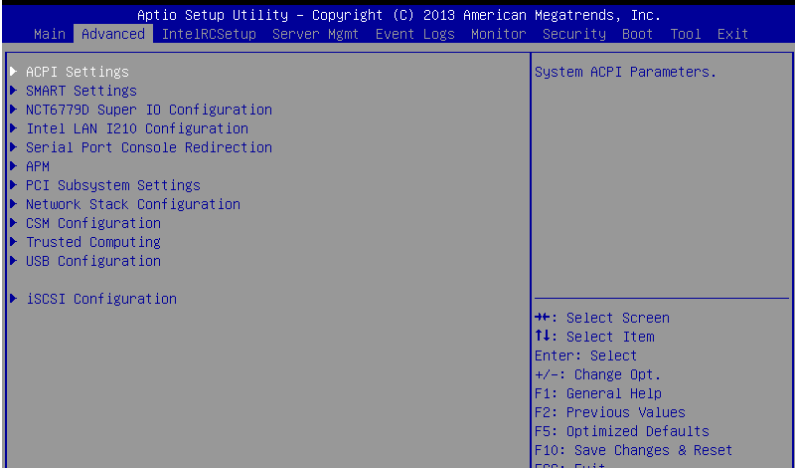 Aptio Setup Utility – Copyright (C) 2013 American Megatrends, Inc.
Main Advanced IntelRCSetup Server Mgmt Event Logs Monitor Security Boot Tool Exit
ACPI Settings
SMART Settings
NCT6779D Super IO Configuration
Intel LAN I210 Configuration
Serial Port Console Redirection
APM
PCI Subsystem Settings
Network Stack Configuration
CSM Configuration
Trusted Computing
USB Configuration
iSCSI Configuration
System ACPI Parameters.
→←: Select Screen
↑↓: Select Item
Enter: Select
+/-: Change Opt.
F1: General Help
F2: Previous Values
F5: Optimized Defaults
F10: Save Changes & Reset
ESC: Exit